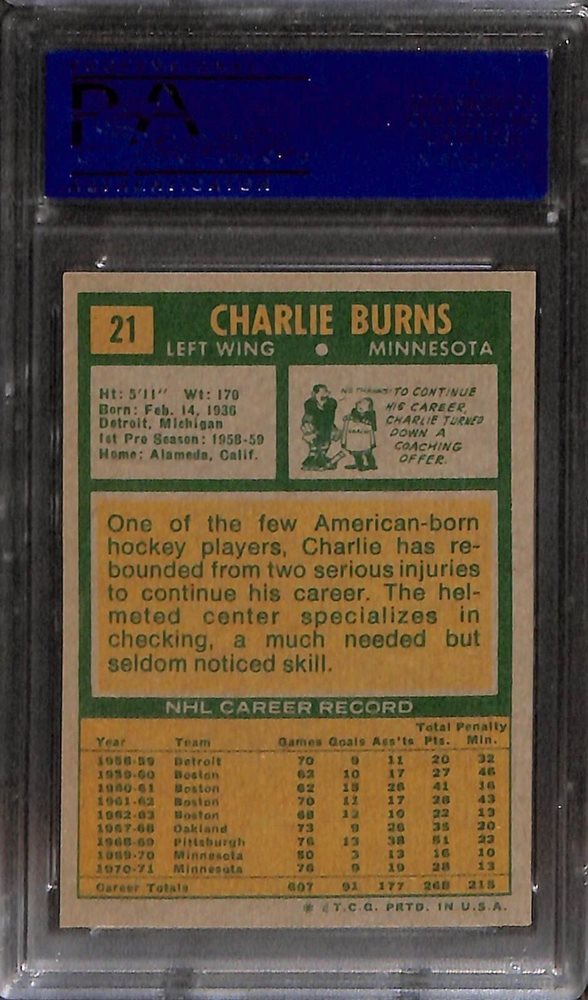 21
CHARLIE BURNS
LEFT WING • MINNESOTA
Ht: 5'11" Wt: 170
Born: Feb. 14, 1936
Detroit, Michigan
1st Pro Season: 1958-59
Home: Alameda, Calif.
NO THANKS!
COACH
TO CONTINUE
HIS CAREER,
CHARLIE TURNED
DOWN A
COACHING
OFFER.
One of the few American-born
hockey players, Charlie has re-
bounded from two serious injuries
to continue his career. The hel-
meted center specializes in
checking, a much needed but
seldom noticed skill.
NHL CAREER RECORD
Total Penalty
Year Team Games Goals Ass'ts Pts. Min.
1958-59 Detroit 70 9 11 20 32
1959-60 Boston 62 10 17 27 46
1960-61 Boston 62 15 26 41 16
1961-62 Boston 70 11 17 28 43
1962-63 Boston 68 12 10 22 13
1967-68 Oakland 73 9 26 35 20
1968-69 Pittsburgh 76 13 38 51 22
1969-70 Minnesota 50 3 13 16 10
1970-71 Minnesota 76 9 19 28 13
Career Totals 607 91 177 268 215
T.C.G. PRTD. IN U.S.A.